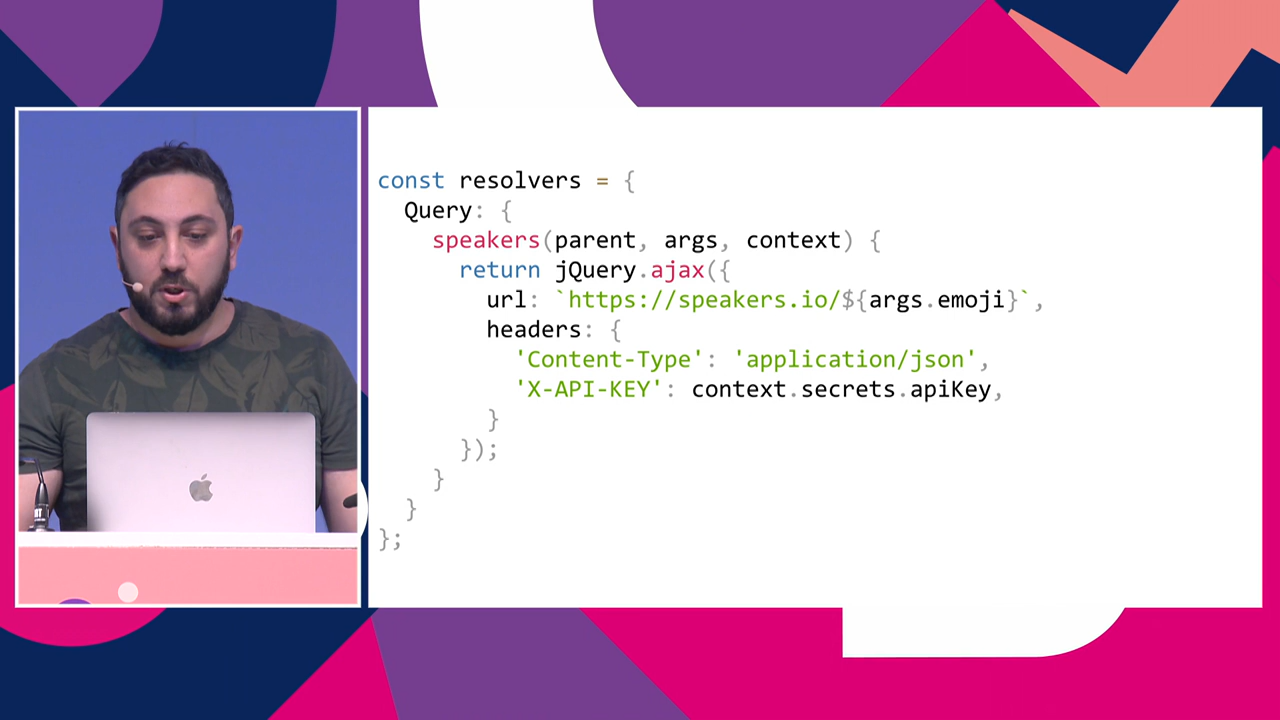 const resolvers = {
  Query: {
    speakers(parent, args, context) {
      return jQuery.ajax({
        url: `https://speakers.io/${args.emoji}`,
        headers: {
          'Content-Type': 'application/json',
          'X-API-KEY': context.secrets.apiKey,
        }
      });
    }
  }
};